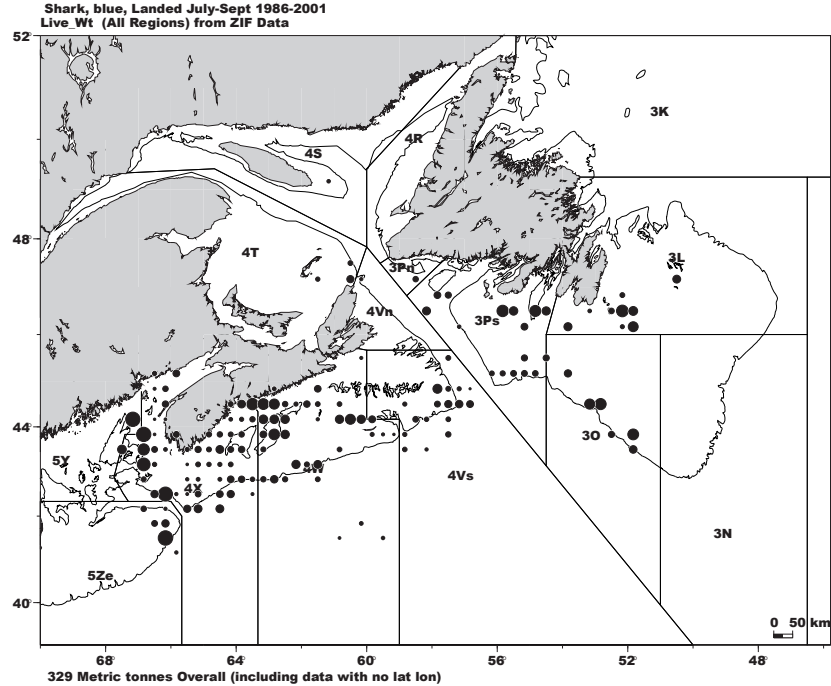 Shark, blue, Landed July-Sept 1986-2001
Live_Wt (All Regions) from ZIF Data
52°
3K
4R
4S
48°
4T
3L
3Pn
4Vn
3Ps
44°
3O
5Y
4W
4X
4Vs
3N
5Ze
40°
0 50 km
68° 64° 60° 56° 52° 48°
329 Metric tonnes Overall (including data with no lat lon)